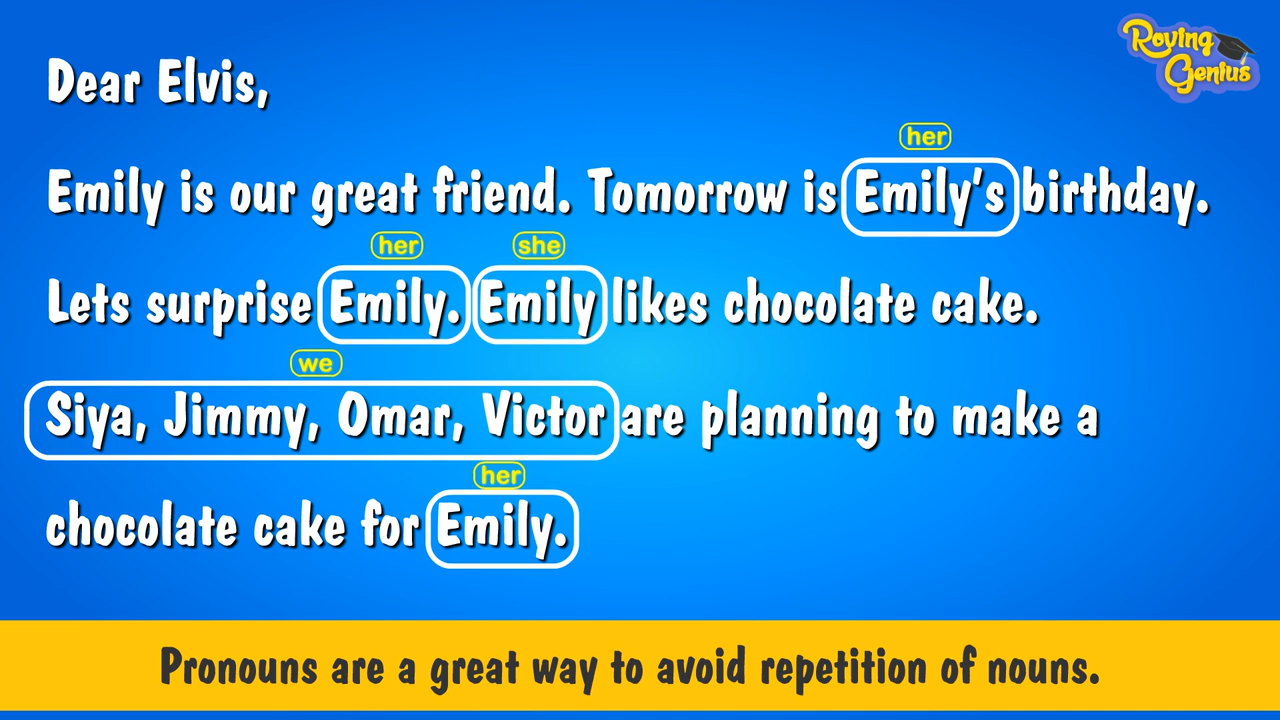 Roving
Genius
Dear Elvis,
her
Emily is our great friend. Tomorrow is Emily's birthday.
her she
Lets surprise Emily. Emily likes chocolate cake.
we
Siya, Jimmy, Omar, Victor are planning to make a
her
chocolate cake for Emily.
Pronouns are a great way to avoid repetition of nouns.